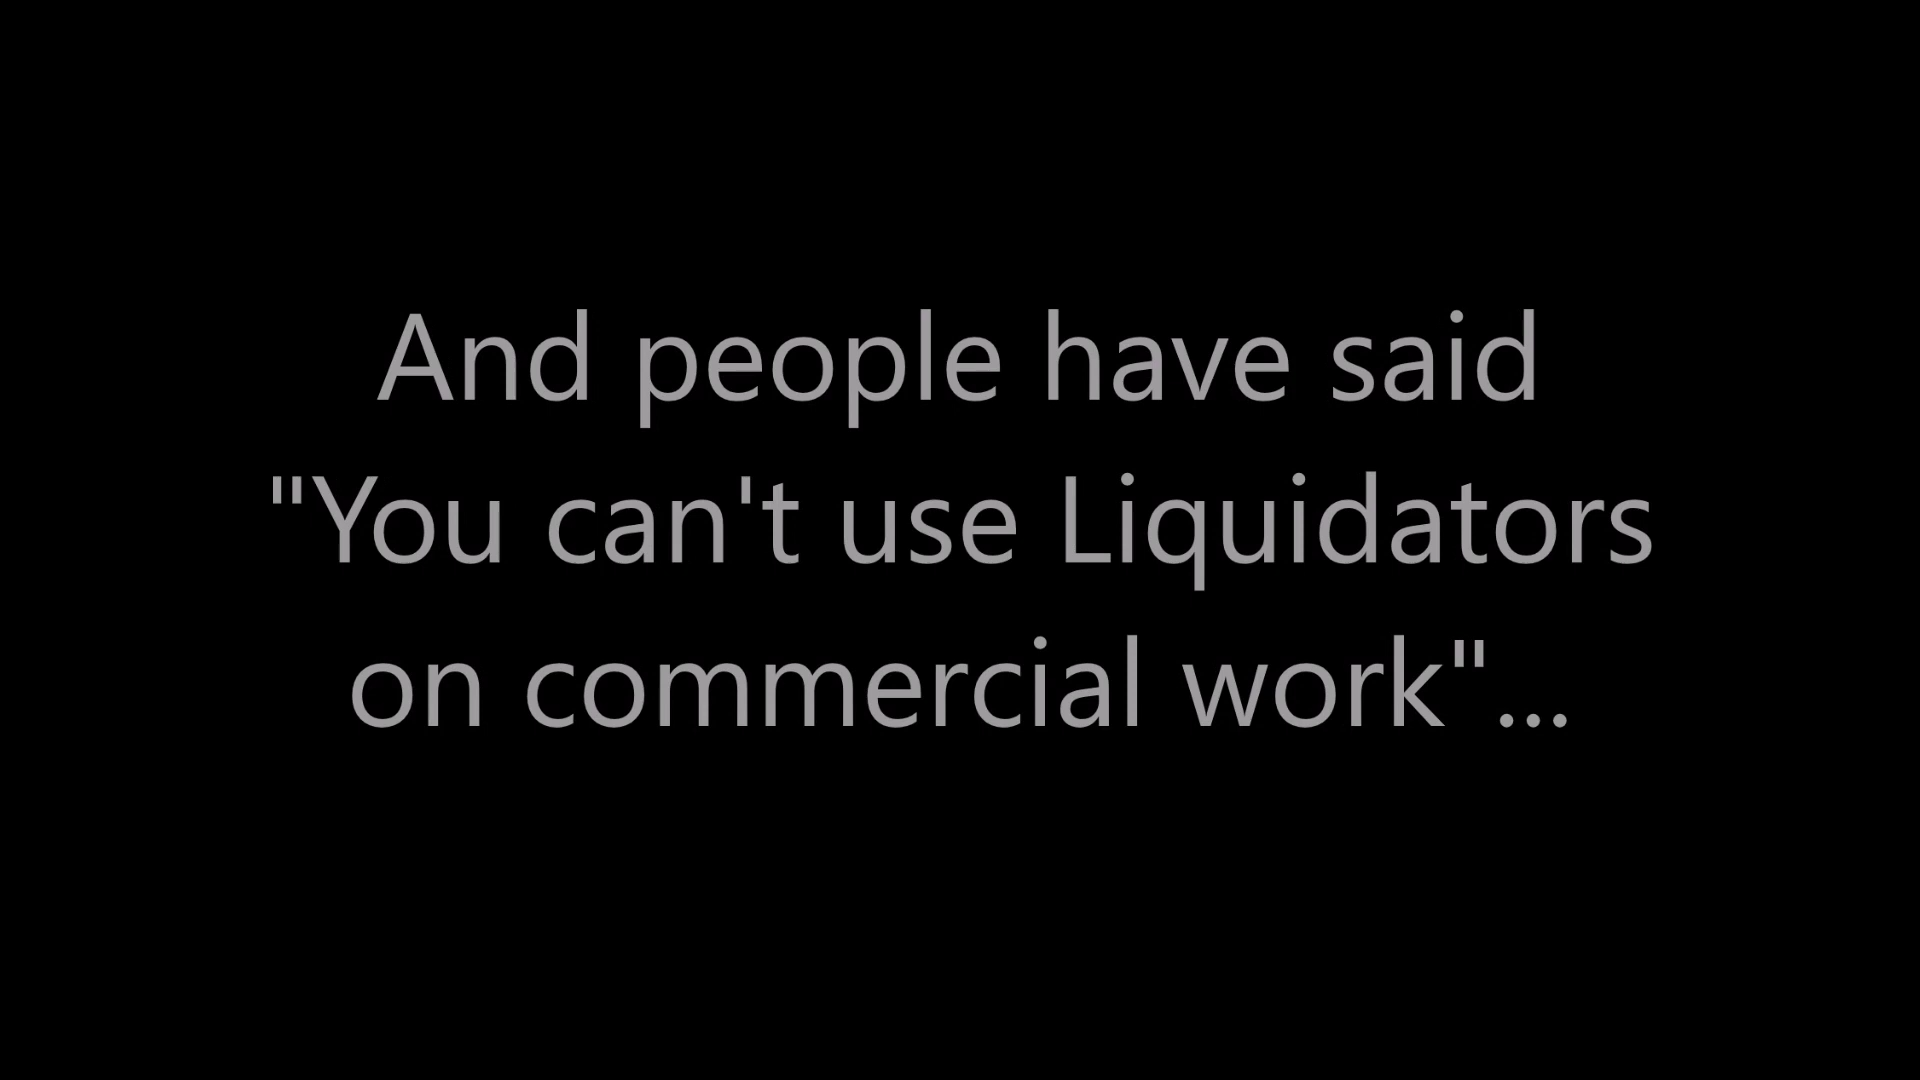 And people have said
"You can't use Liquidators
on commercial work"...